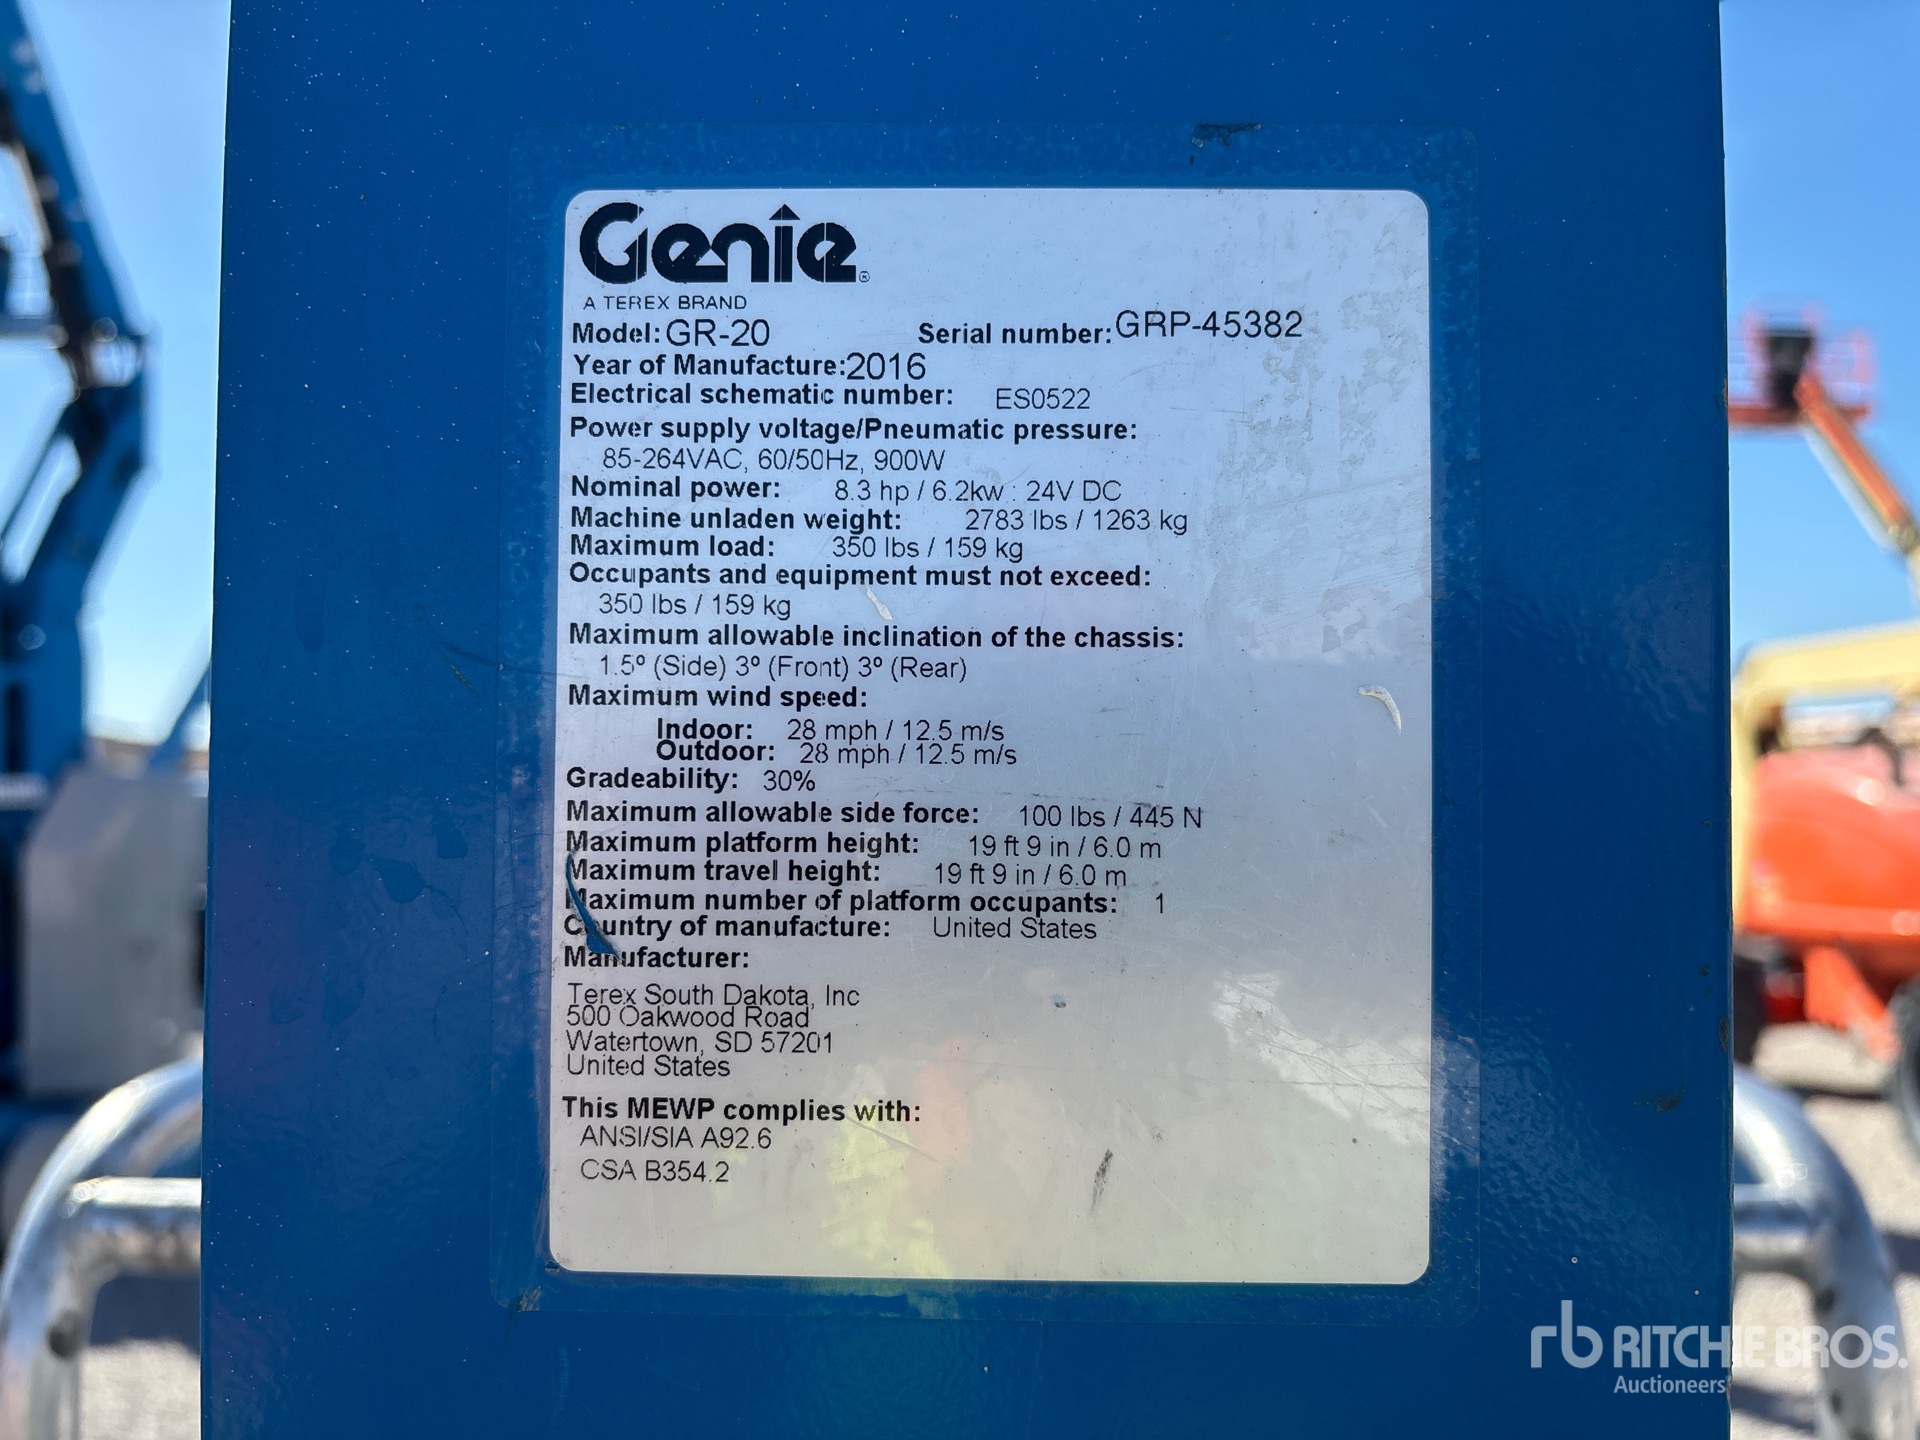 Genie®
A TEREX BRAND
Model: GR-20 Serial number: GRP-45382
Year of Manufacture: 2016
Electrical schematic number: ES0522
Power supply voltage/Pneumatic pressure:
85-264VAC, 60/50Hz, 900W
Nominal power: 8.3 hp / 6.2kw : 24V DC
Machine unladen weight: 2783 lbs / 1263 kg
Maximum load: 350 lbs / 159 kg
Occupants and equipment must not exceed:
350 lbs / 159 kg
Maximum allowable inclination of the chassis:
1.5º (Side) 3º (Front) 3º (Rear)
Maximum wind speed:
Indoor: 28 mph / 12.5 m/s
Outdoor: 28 mph / 12.5 m/s
Gradeability: 30%
Maximum allowable side force: 100 lbs / 445 N
Maximum platform height: 19 ft 9 in / 6.0 m
Maximum travel height: 19 ft 9 in / 6.0 m
Maximum number of platform occupants: 1
Country of manufacture: United States
Manufacturer:
Terex South Dakota, Inc
500 Oakwood Road
Watertown, SD 57201
United States
This MEWP complies with:
ANSI/SIA A92.6
CSA B354.2
rb RITCHIE BROS.
Auctioneers